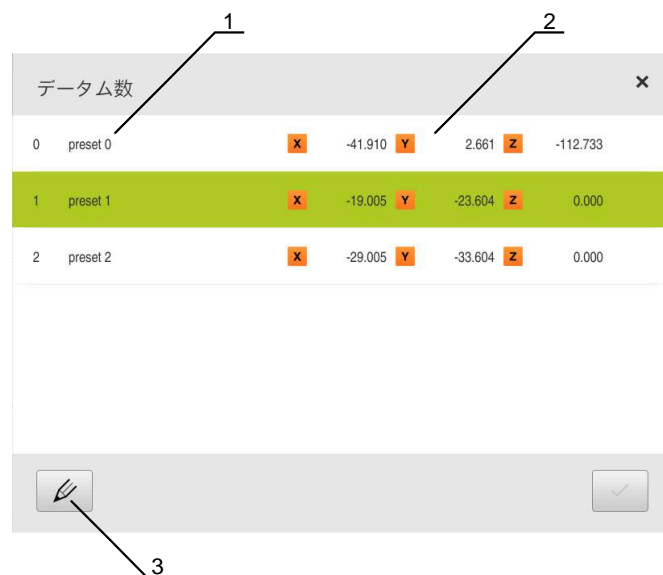 1 2
データム数 ×
0 preset 0 X -41.910 Y 2.661 Z -112.733
1 preset 1 X -19.005 Y -23.604 Z 0.000
2 preset 2 X -29.005 Y -33.604 Z 0.000
3